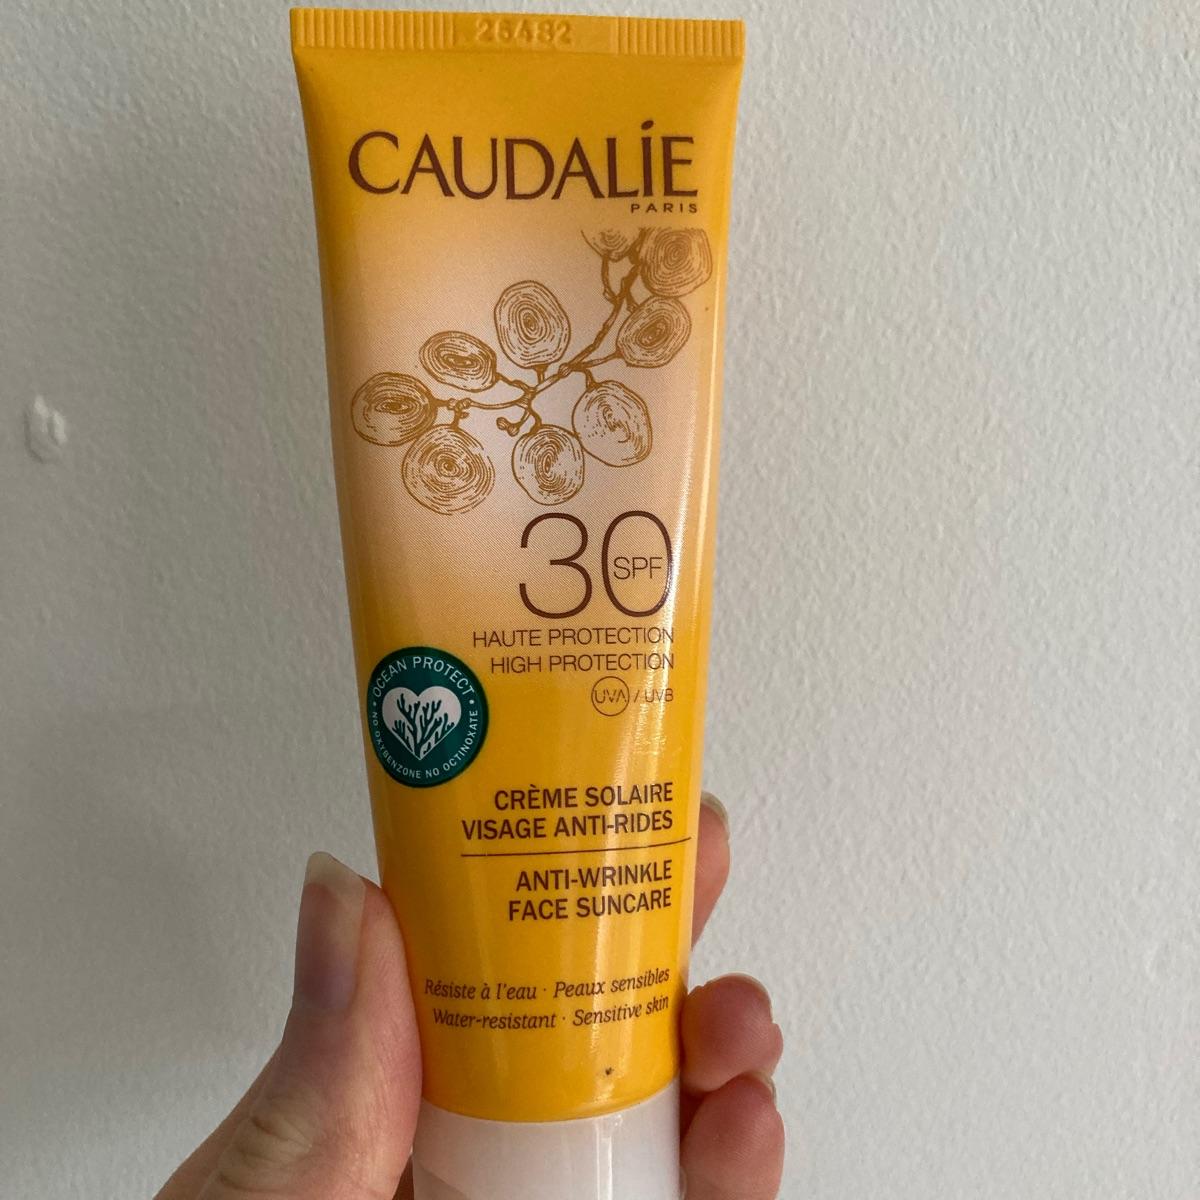 26482
CAUDALİE
PARIS
30
SPF
HAUTE PROTECTION
HIGH PROTECTION
UVA / UVB
OCEAN PROTECT
NO OXYBENZONE NO OCTINOXATE
CRÈME SOLAIRE
VISAGE ANTI-RIDES
ANTI-WRINKLE
FACE SUNCARE
Résiste à l'eau · Peaux sensibles
Water-resistant · Sensitive skin